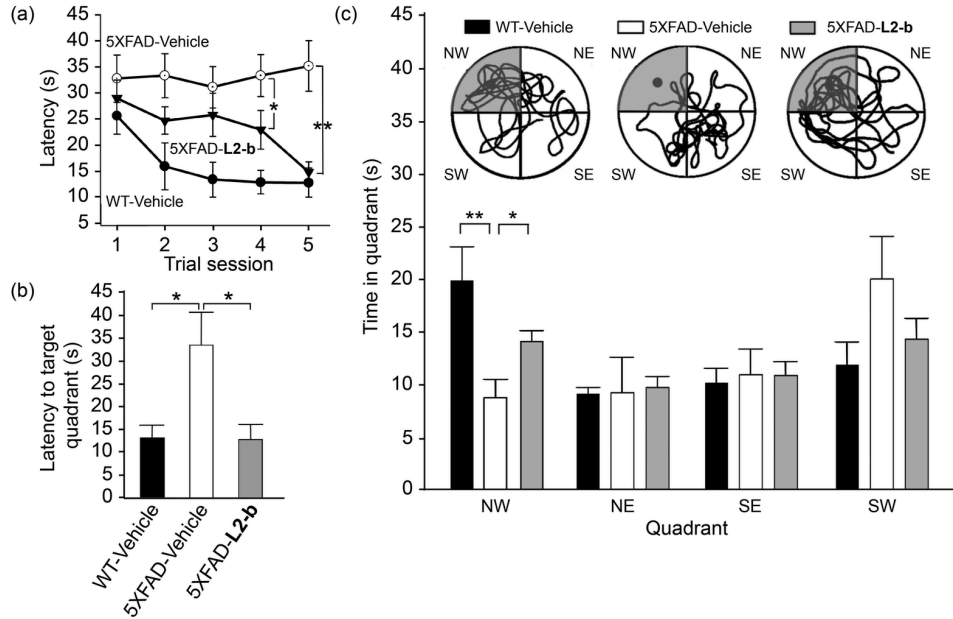 (a)
5XFAD-Vehicle
5XFAD-L2-b
WT-Vehicle
Latency (s)
45
40
35
30
25
20
15
10
5
0
1 2 3 4 5
Trial session
*
**
(b)
Latency to target
quadrant (s)
45
40
35
30
25
20
15
10
5
0
* *
WT-Vehicle
5XFAD-Vehicle
5XFAD-L2-b
(c)
WT-Vehicle 5XFAD-Vehicle 5XFAD-L2-b
NW NE NW NE NW NE
SW SE SW SE SW SE
Time in quadrant (s)
45
40
35
30
25
20
15
10
5
0
** *
NW NE SE SW
Quadrant